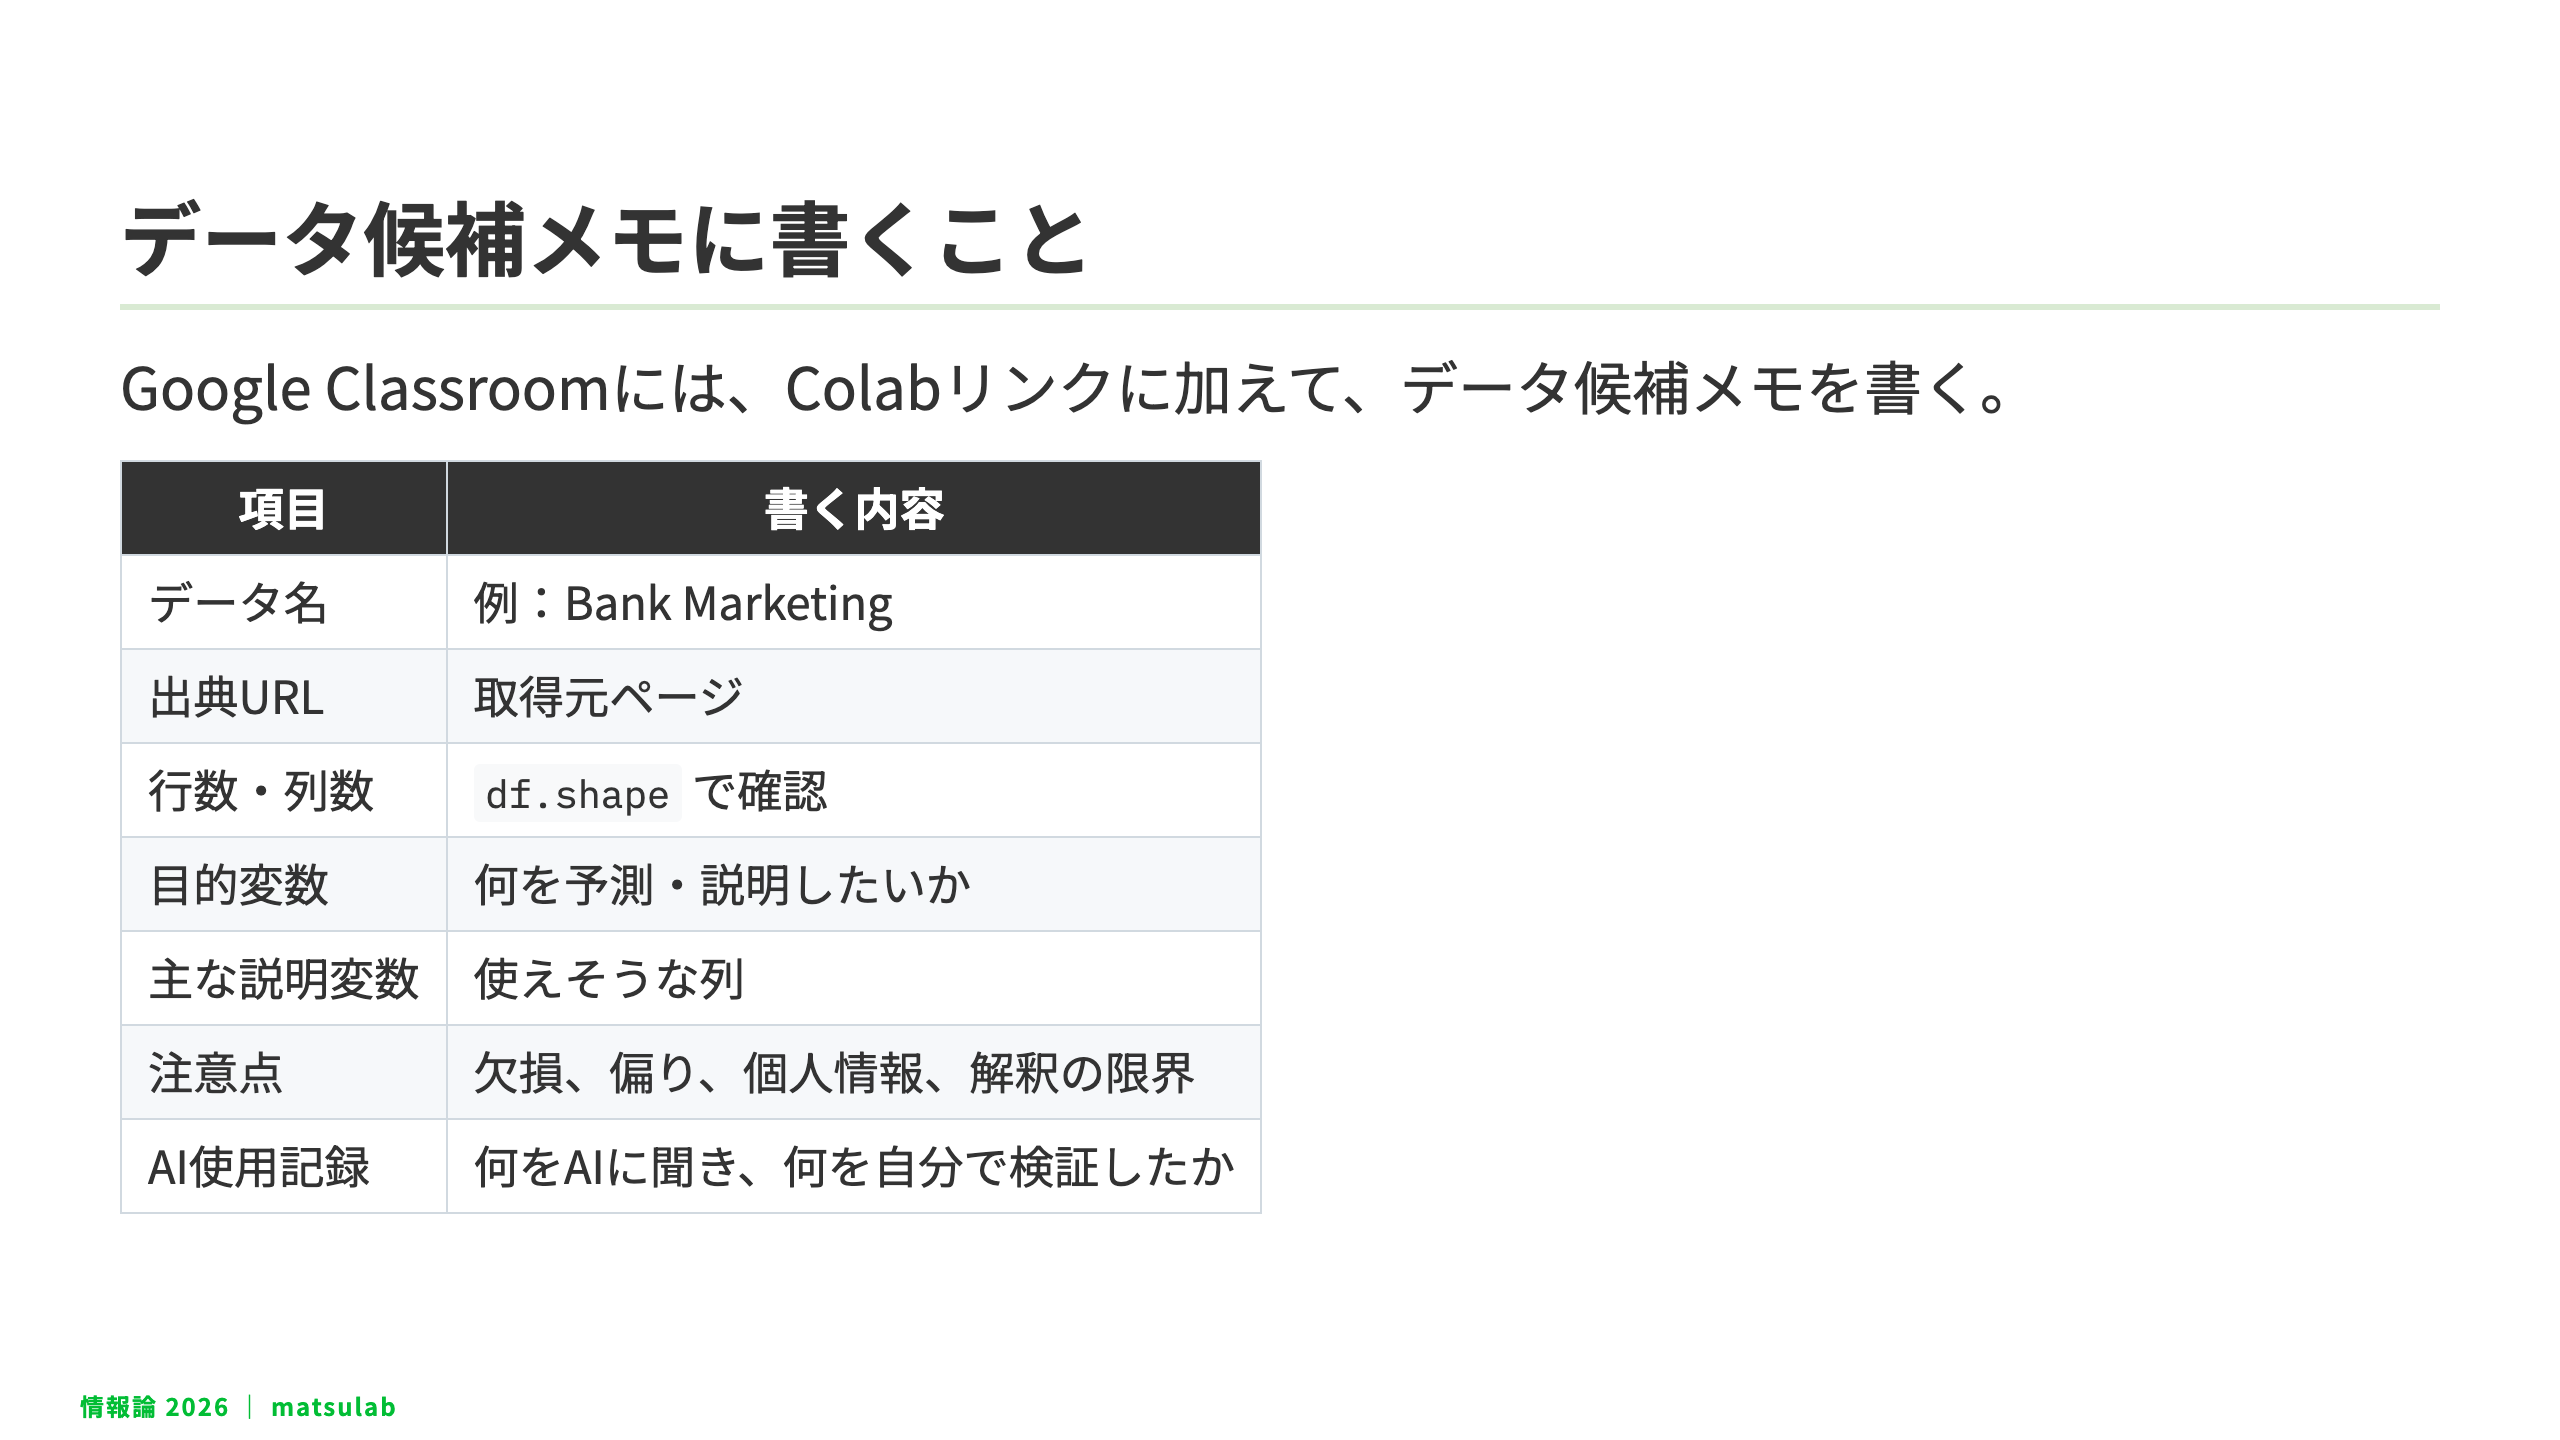 データ候補メモに書くこと
Google Classroomには、Colabリンクに加えて、データ候補メモを書く。
項目 書く内容
データ名 例：Bank Marketing
出典URL 取得元ページ
行数・列数 df.shape で確認
目的変数 何を予測・説明したいか
主な説明変数 使えそうな列
注意点 欠損、偏り、個人情報、解釈の限界
AI使用記録 何をAIに聞き、何を自分で検証したか
情報論 2026 ｜ matsulab